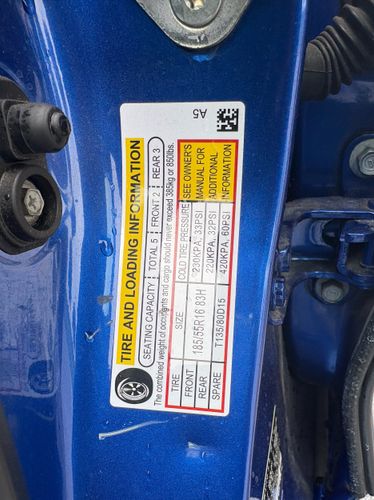 TIRE AND LOADING INFORMATION
SEATING CAPACITY TOTAL 5 FRONT 2 REAR 3
The combined weight of occupants and cargo should never exceed 385kg or 850lbs.
TIRE SIZE COLD TIRE PRESSURE SEE OWNER'S
FRONT 185/55R16 83H 230KPA, 33PSI MANUAL FOR
REAR 220KPA, 32PSI ADDITIONAL
SPARE T135/80D15 420KPA, 60PSI INFORMATION
A5